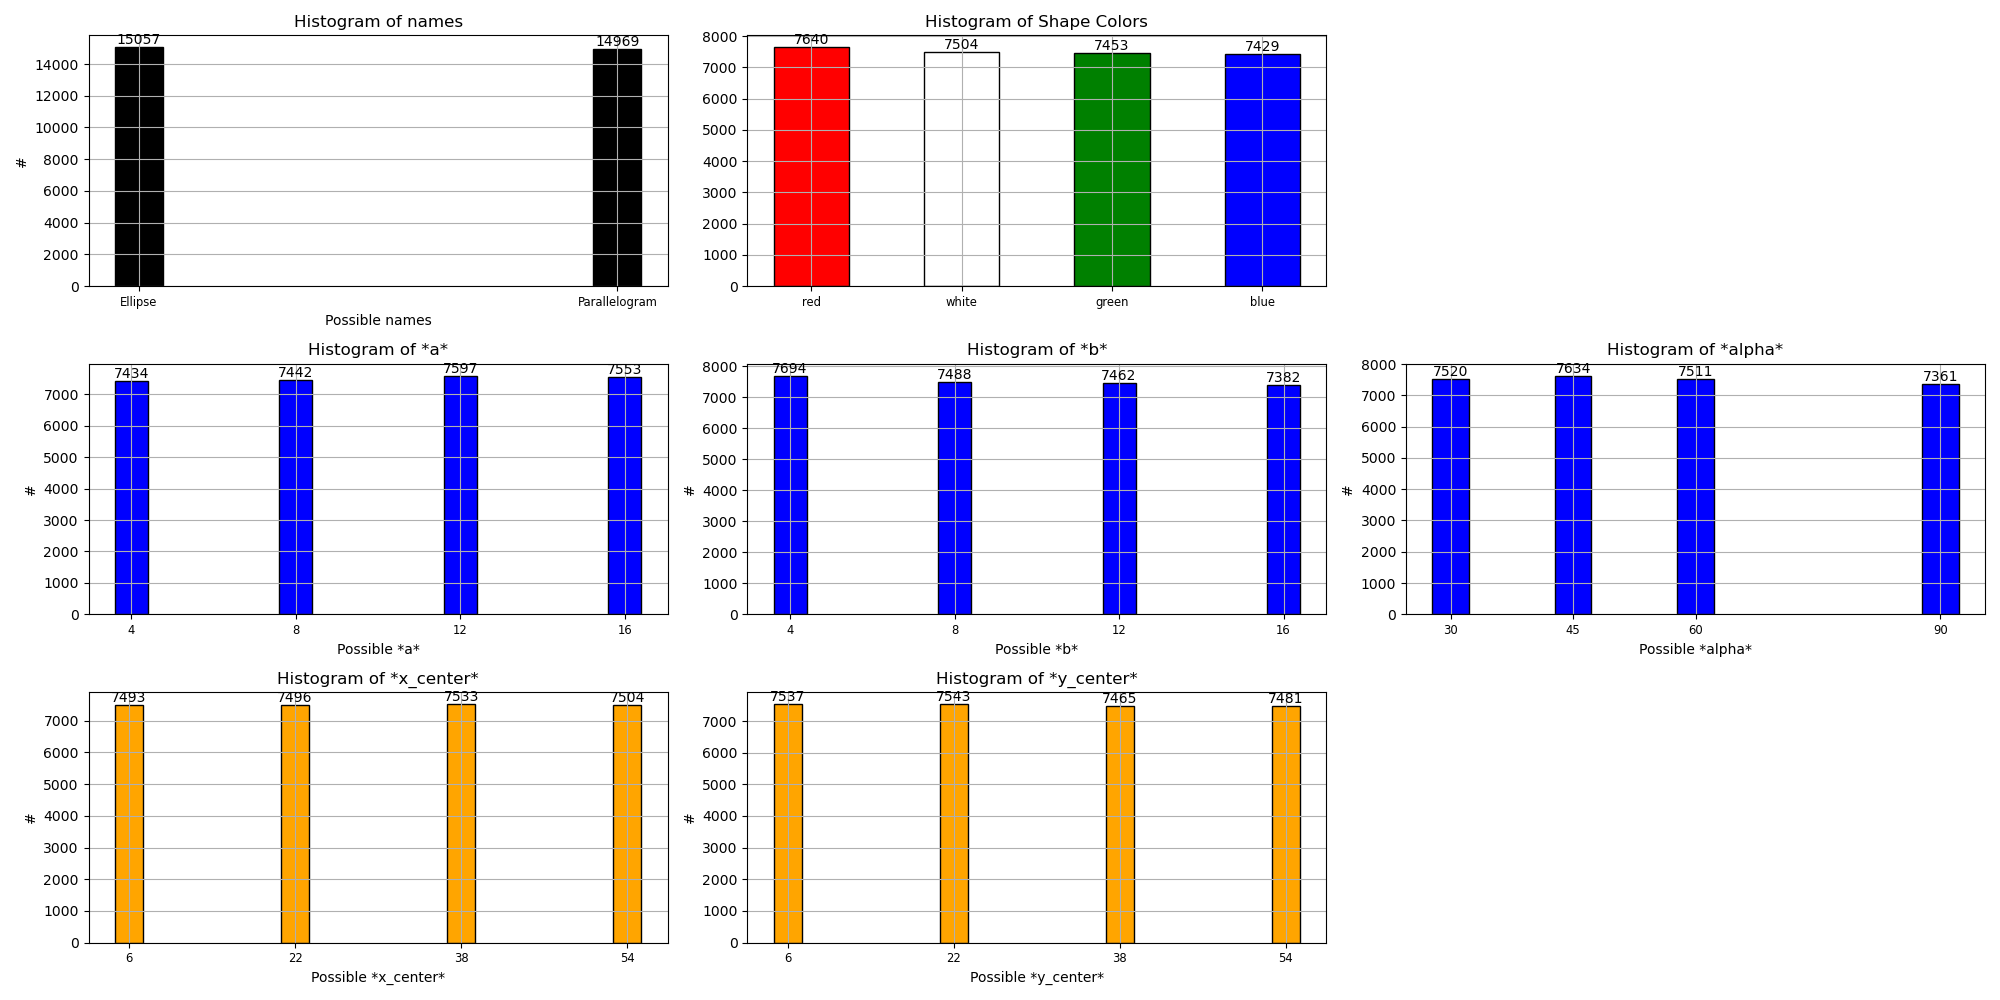 Histogram of names
15057 14969
14000
12000
10000
8000
6000
4000
2000
0
#
Ellipse Parallelogram
Possible names
Histogram of Shape Colors
7640 7504 7453 7429
8000
7000
6000
5000
4000
3000
2000
1000
0
red white green blue
Histogram of *a*
7434 7442 7597 7553
7000
6000
5000
4000
3000
2000
1000
0
#
4 8 12 16
Possible *a*
Histogram of *b*
7694 7488 7462 7382
8000
7000
6000
5000
4000
3000
2000
1000
0
#
4 8 12 16
Possible *b*
Histogram of *alpha*
7520 7634 7511 7361
8000
7000
6000
5000
4000
3000
2000
1000
0
#
30 45 60 90
Possible *alpha*
Histogram of *x_center*
7493 7496 7533 7504
7000
6000
5000
4000
3000
2000
1000
0
#
6 22 38 54
Possible *x_center*
Histogram of *y_center*
7537 7543 7465 7481
7000
6000
5000
4000
3000
2000
1000
0
#
6 22 38 54
Possible *y_center*